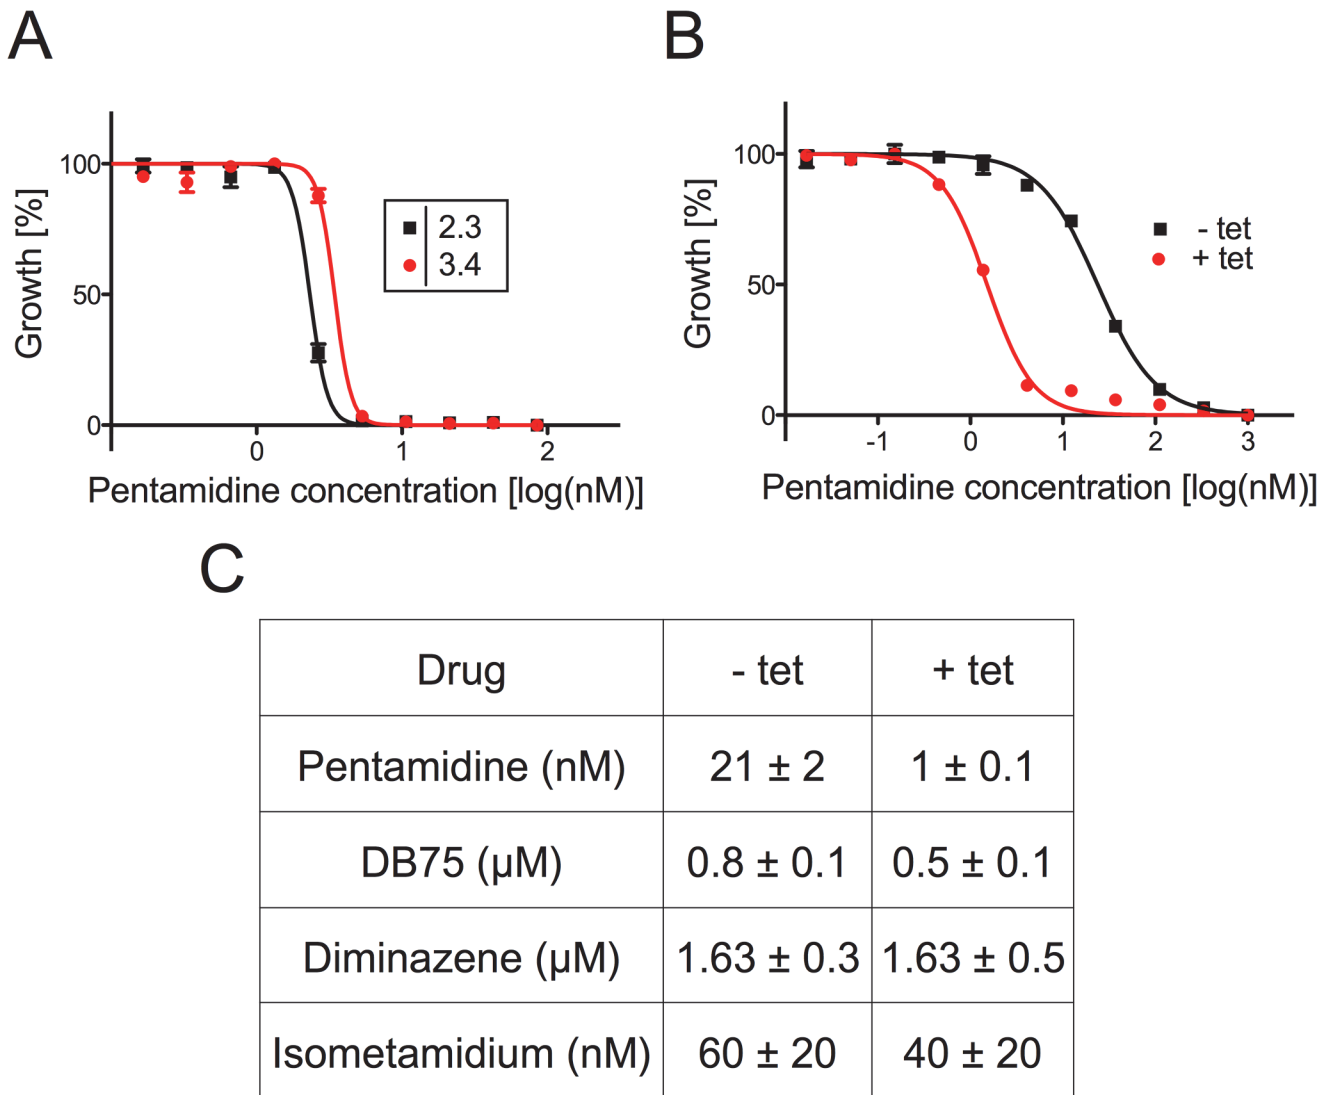 A
B
100
50
0
Growth [%]
2.3
3.4
0 1 2
Pentamidine concentration [log(nM)]
100
50
0
Growth [%]
- tet
+ tet
-1 0 1 2 3
Pentamidine concentration [log(nM)]
C
Drug - tet + tet
Pentamidine (nM) 21 ± 2 1 ± 0.1
DB75 (µM) 0.8 ± 0.1 0.5 ± 0.1
Diminazene (µM) 1.63 ± 0.3 1.63 ± 0.5
Isometamidium (nM) 60 ± 20 40 ± 20